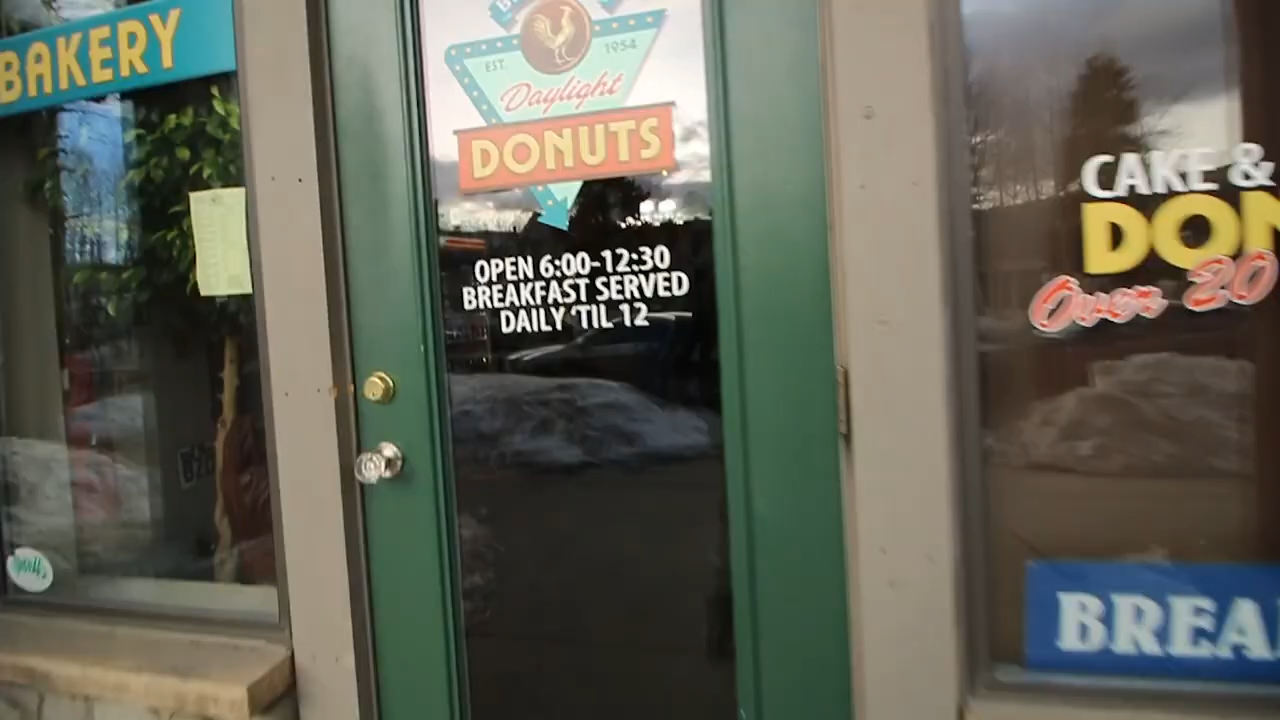 BAKERY
EST. 1954
Daylight
DONUTS
OPEN 6:00-12:30
BREAKFAST SERVED
DAILY 'TIL 12
CAKE &
DON
Over 20
BREA